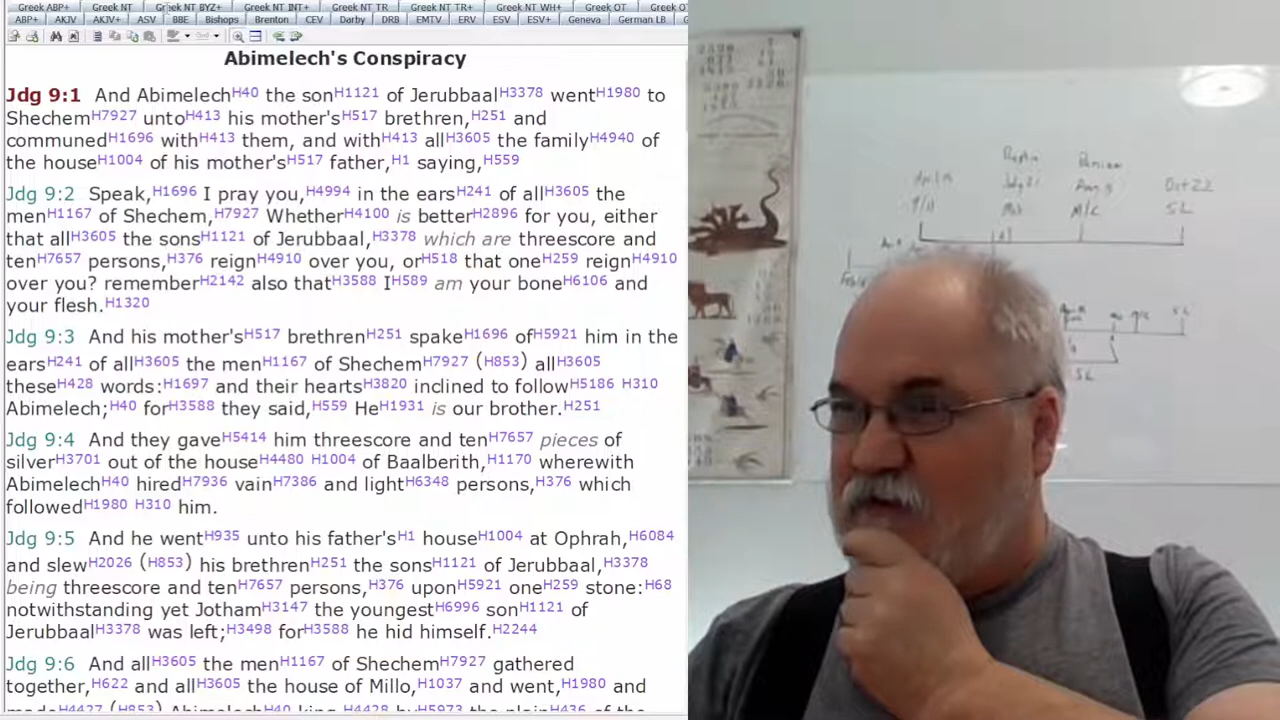 Greek ABP+ Greek NT Greek NT BYZ+ Greek NT INT+ Greek NT TR Greek NT TR+ Greek NT WH+ Greek OT
ABP+ AKJV AKJV+ ASV BBE Bishops Brenton CEV Darby DRB EMTV ERV ESV ESV+ Geneva German LB
Abimelech's Conspiracy
Jdg 9:1 And AbimelechH40 the sonH1121 of JerubbaalH3378 wentH1980 to
ShechemH7927 untoH413 his mother'sH517 brethren,H251 and
communedH1696 withH413 them, and withH413 allH3605 the familyH4940 of
the houseH1004 of his mother'sH517 father,H1 saying,H559
Jdg 9:2 Speak,H1696 I pray you,H4994 in the earsH241 of allH3605 the
menH1167 of Shechem,H7927 WhetherH4100 is betterH2896 for you, either
that allH3605 the sonsH1121 of Jerubbaal,H3378 which are threescore and
tenH7657 persons,H376 reignH4910 over you, orH518 that oneH259 reignH4910
over you? rememberH2142 also thatH3588 IH589 am your boneH6106 and
your flesh.H1320
Jdg 9:3 And his mother'sH517 brethrenH251 spakeH1696 ofH5921 him in the
earsH241 of allH3605 the menH1167 of ShechemH7927 (H853) allH3605
theseH428 words:H1697 and their heartsH3820 inclined to followH5186 H310
Abimelech;H40 forH3588 they said,H559 HeH1931 is our brother.H251
Jdg 9:4 And they gaveH5414 him threescore and tenH7657 pieces of
silverH3701 out of the houseH4480 H1004 of Baalberith,H1170 wherewith
AbimelechH40 hiredH7936 vainH7386 and lightH6348 persons,H376 which
followedH1980 H310 him.
Jdg 9:5 And he wentH935 unto his father'sH1 houseH1004 at Ophrah,H6084
and slewH2026 (H853) his brethrenH251 the sonsH1121 of Jerubbaal,H3378
being threescore and tenH7657 persons,H376 uponH5921 oneH259 stone:H68
notwithstanding yet JothamH3147 the youngestH6996 sonH1121 of
JerubbaalH3378 was left;H3498 forH3588 he hid himself.H2244
Jdg 9:6 And allH3605 the menH1167 of ShechemH7927 gathered
together,H622 and allH3605 the house of Millo,H1037 and went,H1980 and
madeH4427 (H853) AbimelechH40 king,H4428 byH5973 the plainH436 of the
Oct 22
SL
M/C
SL